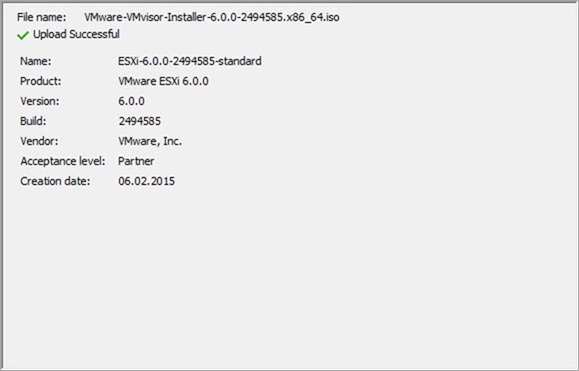 File name: VMware-VMvisor-Installer-6.0.0-2494585.x86_64.iso
Upload Successful
Name: ESXi-6.0.0-2494585-standard
Product: VMware ESXi 6.0.0
Version: 6.0.0
Build: 2494585
Vendor: VMware, Inc.
Acceptance level: Partner
Creation date: 06.02.2015